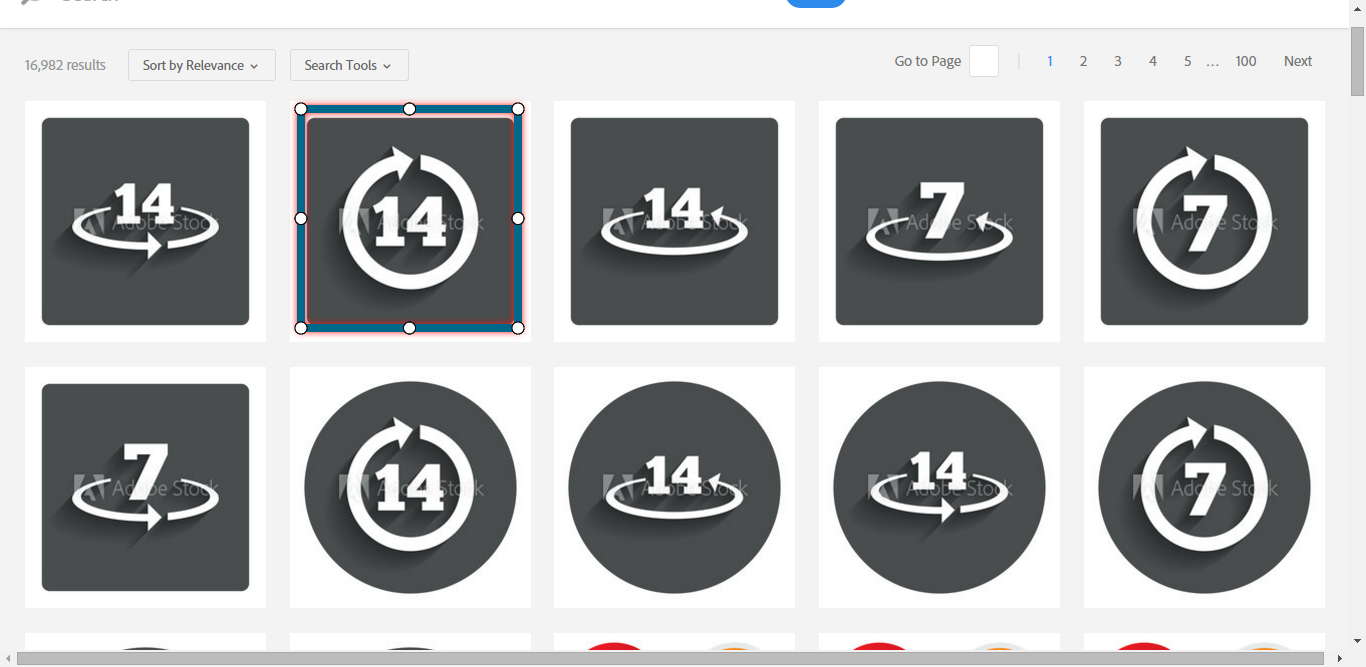 Search
16,982 results Sort by Relevance Search Tools Go to Page 1 2 3 4 5 ... 100 Next
14 14 14 7 7
Adobe Stock Adobe Stock Adobe Stock Adobe Stock Adobe Stock
7 14 14 14 7
Adobe Stock Adobe Stock Adobe Stock Adobe Stock Adobe Stock